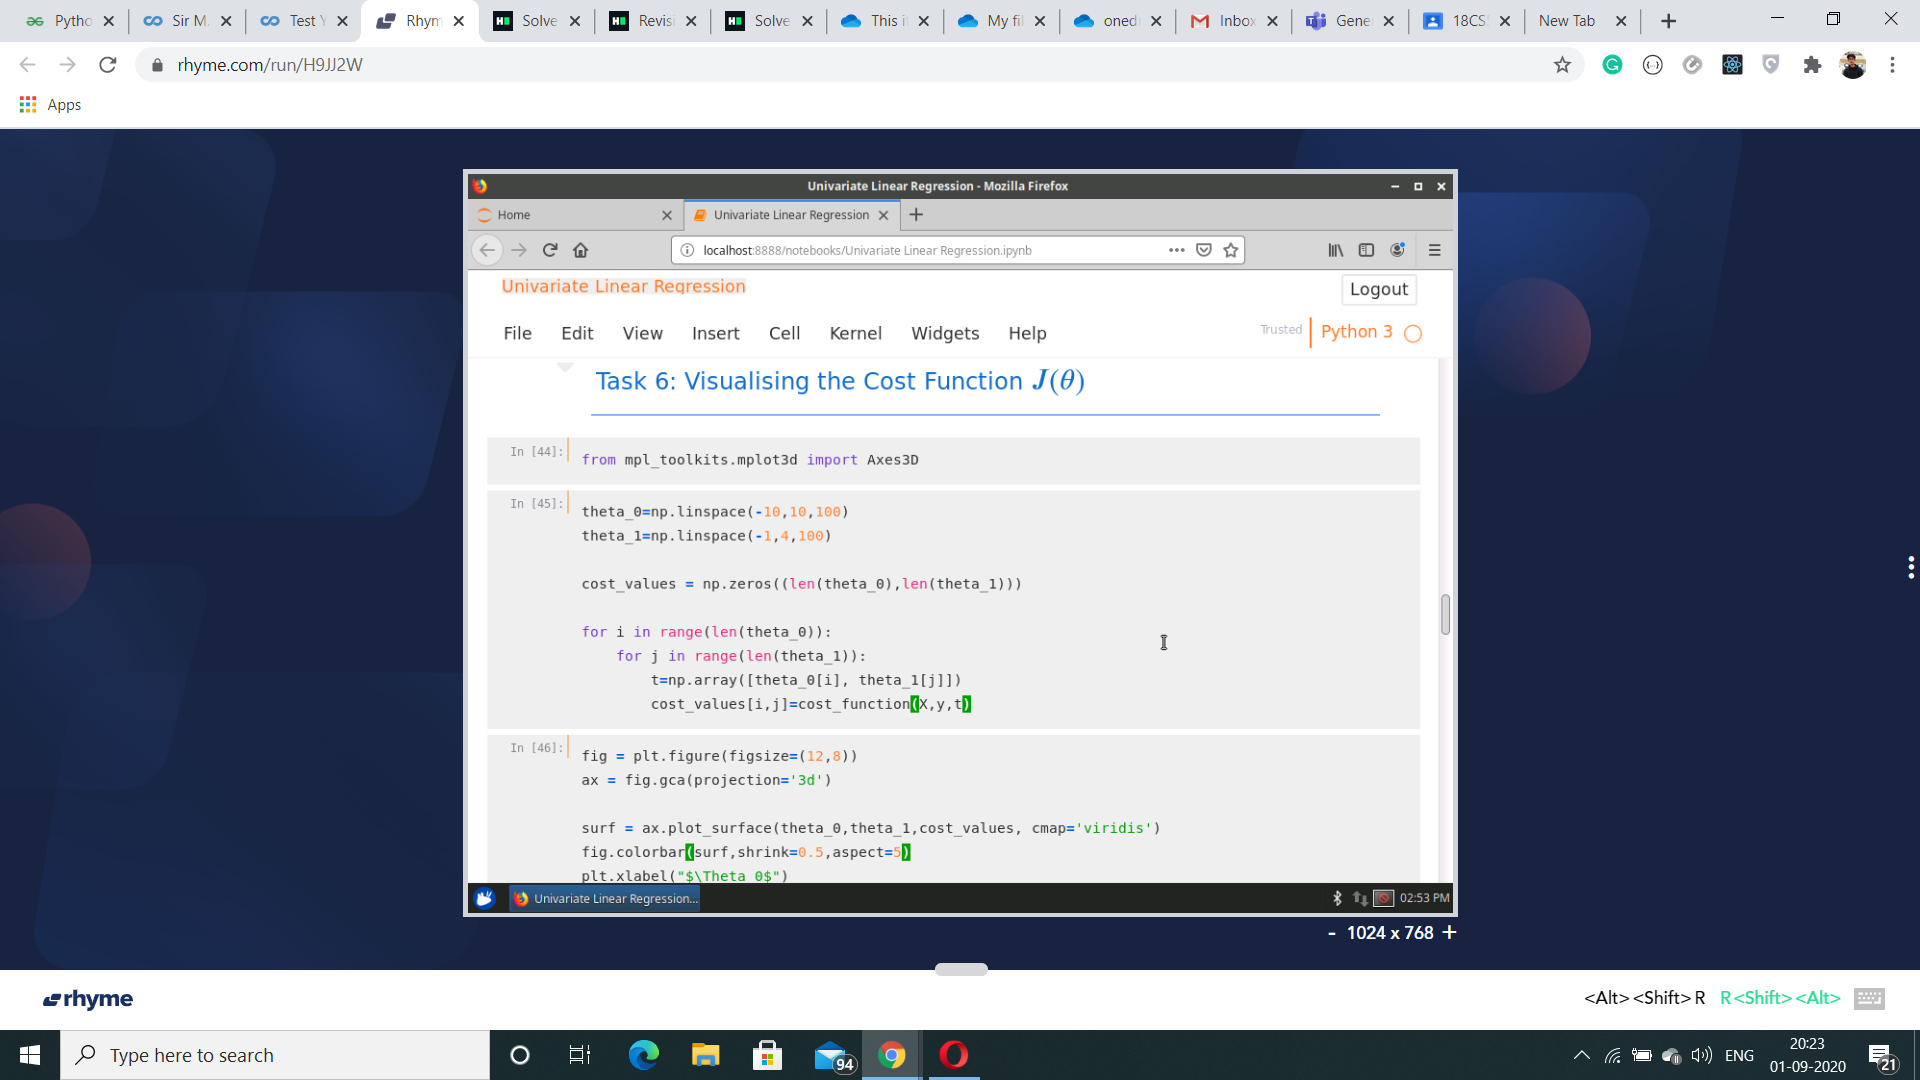 Pytho
Sir M
Test Y
Rhym
Solve
Revisi
Solve
This i
My fil
oned
Inbox
Gene
18CS
New Tab
rhyme.com/run/H9JJ2W
Apps
Univariate Linear Regression - Mozilla Firefox
Home
Univariate Linear Regression
localhost:8888/notebooks/Univariate Linear Regression.ipynb
Univariate Linear Regression
Logout
File Edit View Insert Cell Kernel Widgets Help
Trusted
Python 3
Task 6: Visualising the Cost Function J(θ)
In [44]:
from mpl_toolkits.mplot3d import Axes3D
In [45]:
theta_0=np.linspace(-10,10,100)
theta_1=np.linspace(-1,4,100)
cost_values = np.zeros((len(theta_0),len(theta_1)))
for i in range(len(theta_0)):
    for j in range(len(theta_1)):
        t=np.array([theta_0[i], theta_1[j]])
        cost_values[i,j]=cost_function(X,y,t)
In [46]:
fig = plt.figure(figsize=(12,8))
ax = fig.gca(projection='3d')
surf = ax.plot_surface(theta_0,theta_1,cost_values, cmap='viridis')
fig.colorbar(surf,shrink=0.5,aspect=5)
plt.xlabel("$\Theta_0$")
Univariate Linear Regression...
02:53 PM
- 1024 x 768 +
rhyme
<Alt><Shift>R R<Shift><Alt>
Type here to search
94
ENG
20:23
01-09-2020
21